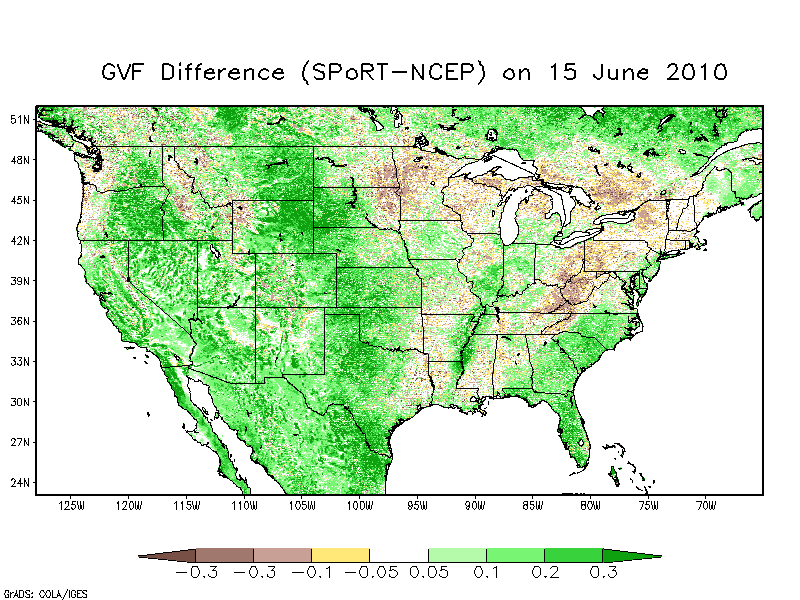 GVF Difference (SPoRT−NCEP) on 15 June 2010
51N
48N
45N
42N
39N
36N
33N
30N
27N
24N
125W 120W 115W 110W 105W 100W 95W 90W 85W 80W 75W 70W
−0.3 −0.3 −0.1 −0.05 0.05 0.1 0.2 0.3
GrADS: COLA/IGES